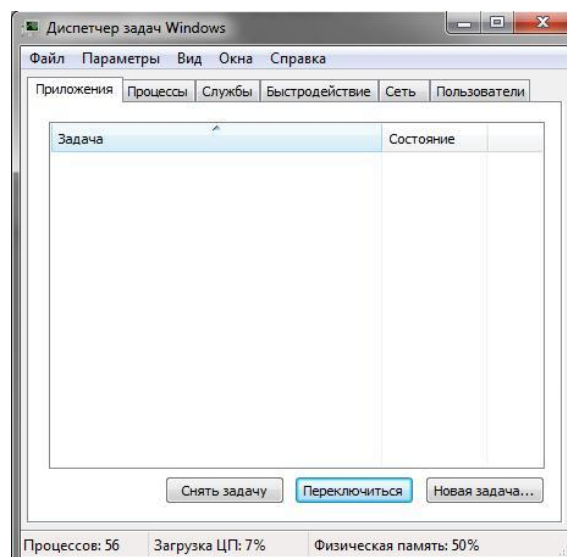 Диспетчер задач Windows
Файл Параметры Вид Окна Справка
Приложения Процессы Службы Быстродействие Сеть Пользователи
Задача Состояние
Снять задачу Переключиться Новая задача...
Процессов: 56 Загрузка ЦП: 7% Физическая память: 50%